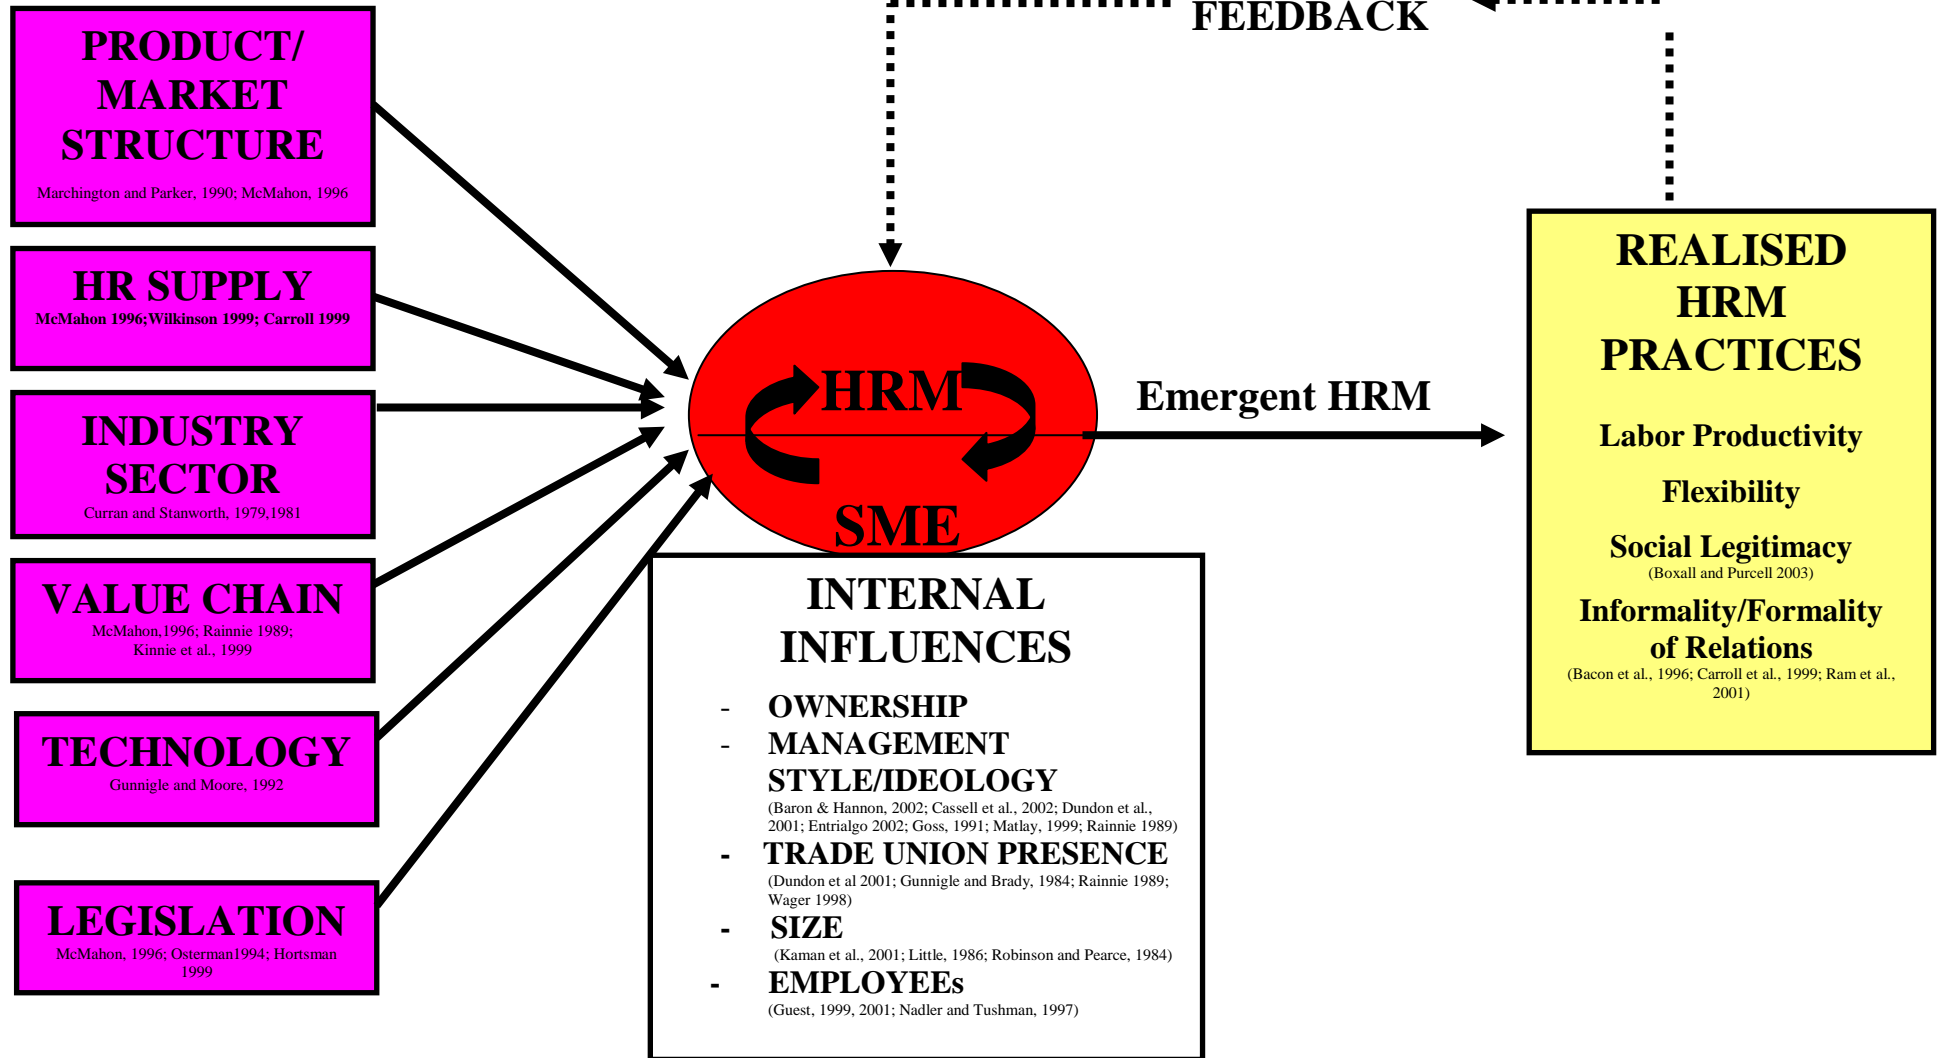 FEEDBACK
PRODUCT/
MARKET
STRUCTURE
Marchington and Parker, 1990; McMahon, 1996
HR SUPPLY
McMahon 1996;Wilkinson 1999; Carroll 1999
INDUSTRY
SECTOR
Curran and Stanworth, 1979,1981
VALUE CHAIN
McMahon,1996; Rainnie 1989;
Kinnie et al., 1999
TECHNOLOGY
Gunnigle and Moore, 1992
LEGISLATION
McMahon, 1996; Osterman1994; Hortsman
1999
HRM
SME
Emergent HRM
INTERNAL
INFLUENCES
- OWNERSHIP
- MANAGEMENT
STYLE/IDEOLOGY
(Baron & Hannon, 2002; Cassell et al., 2002; Dundon et al.,
2001; Entrialgo 2002; Goss, 1991; Matlay, 1999; Rainnie 1989)
- TRADE UNION PRESENCE
(Dundon et al 2001; Gunnigle and Brady, 1984; Rainnie 1989;
Wager 1998)
- SIZE
(Kaman et al., 2001; Little, 1986; Robinson and Pearce, 1984)
- EMPLOYEEs
(Guest, 1999, 2001; Nadler and Tushman, 1997)
REALISED
HRM
PRACTICES
Labor Productivity
Flexibility
Social Legitimacy
(Boxall and Purcell 2003)
Informality/Formality
of Relations
(Bacon et al., 1996; Carroll et al., 1999; Ram et al.,
2001)